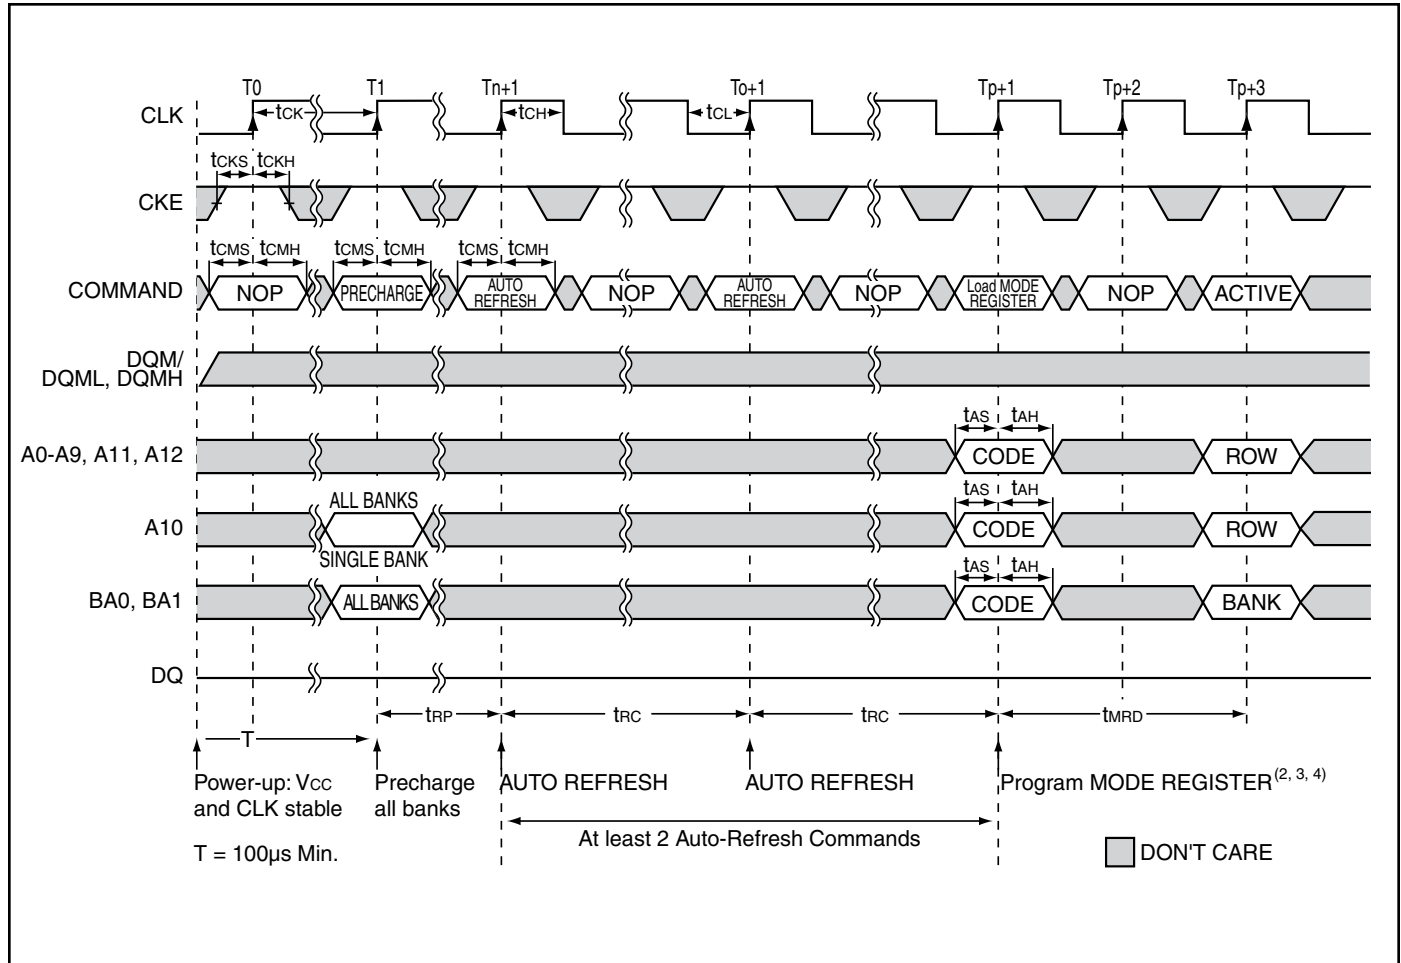 T0 T1 Tn+1 To+1 Tp+1 Tp+2 Tp+3
CLK tCK tCH tCL
tCKS tCKH
CKE
tCMS tCMH tCMS tCMH tCMS tCMH
COMMAND NOP PRECHARGE AUTO REFRESH NOP AUTO REFRESH NOP Load MODE REGISTER NOP ACTIVE
DQM/
DQML, DQMH
tAS tAH
A0-A9, A11, A12 CODE ROW
ALL BANKS tAS tAH
A10 CODE ROW
SINGLE BANK
tAS tAH
BA0, BA1 ALL BANKS CODE BANK
DQ
tRP tRC tRC tMRD
T
Power-up: VCC Precharge AUTO REFRESH AUTO REFRESH Program MODE REGISTER(2, 3, 4)
and CLK stable all banks
At least 2 Auto-Refresh Commands
T = 100µs Min. DON'T CARE